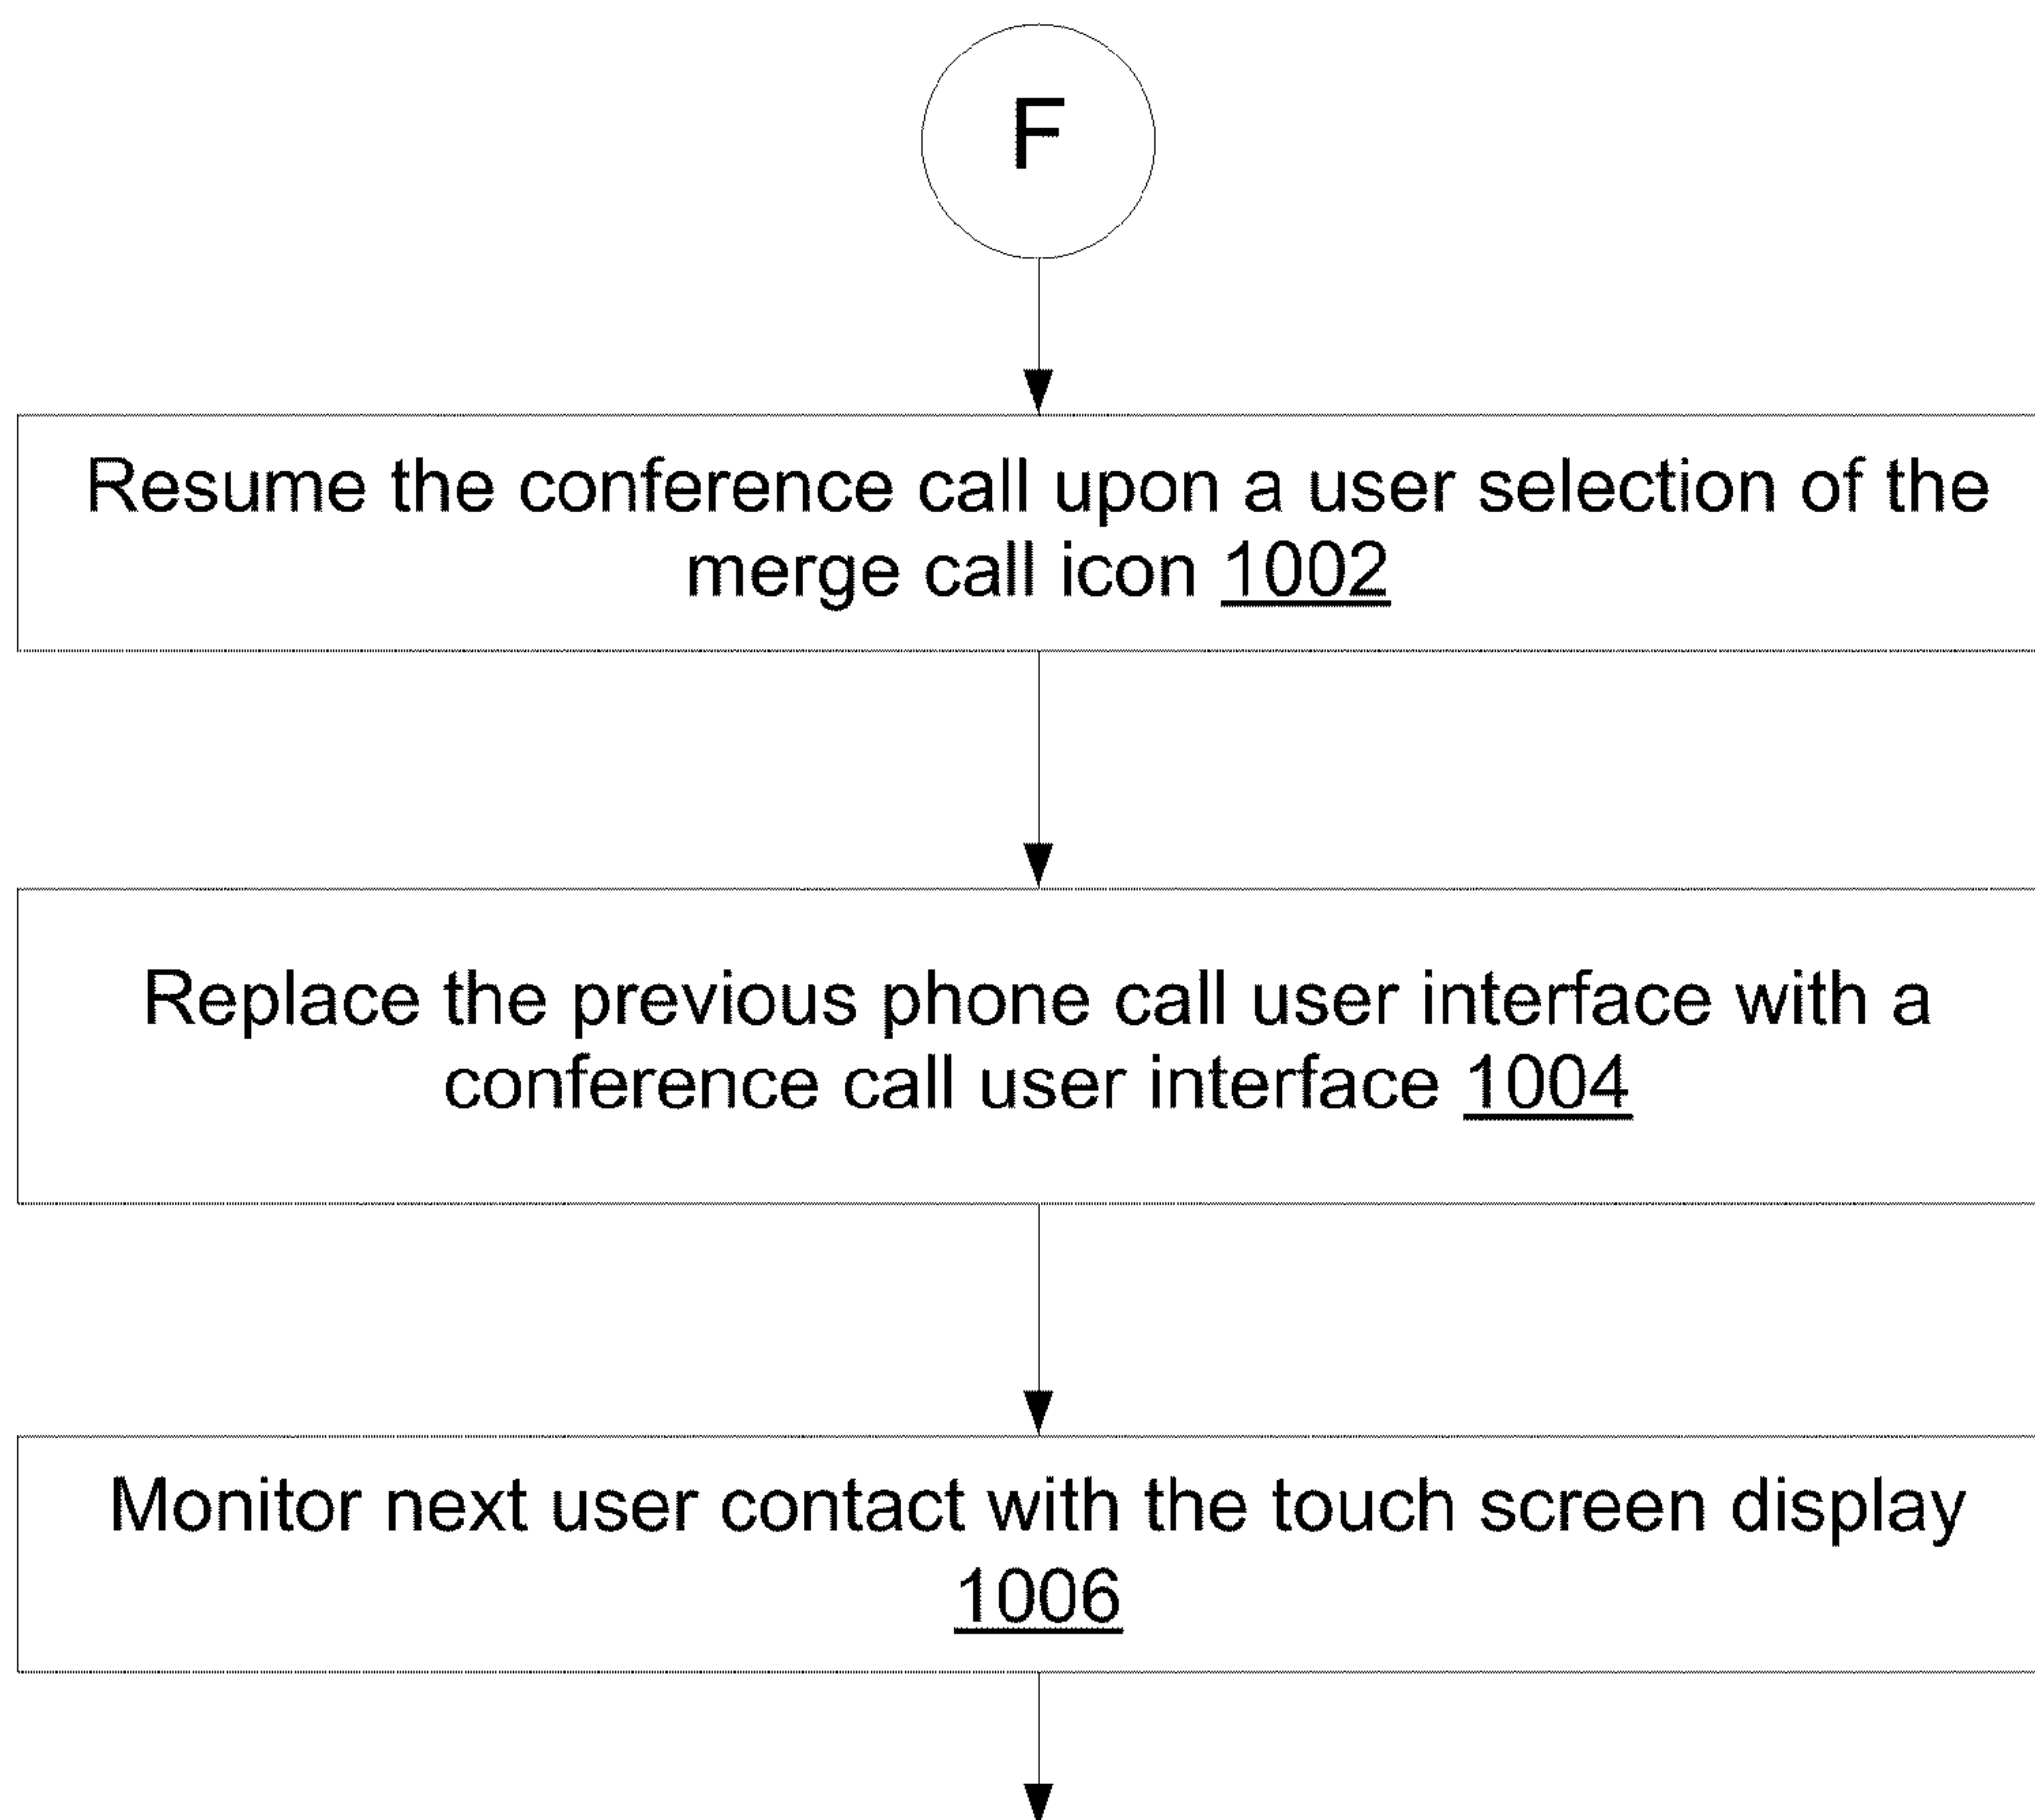 F
Resume the conference call upon a user selection of the
merge call icon 1002
Replace the previous phone call user interface with a
conference call user interface 1004
Monitor next user contact with the touch screen display
1006